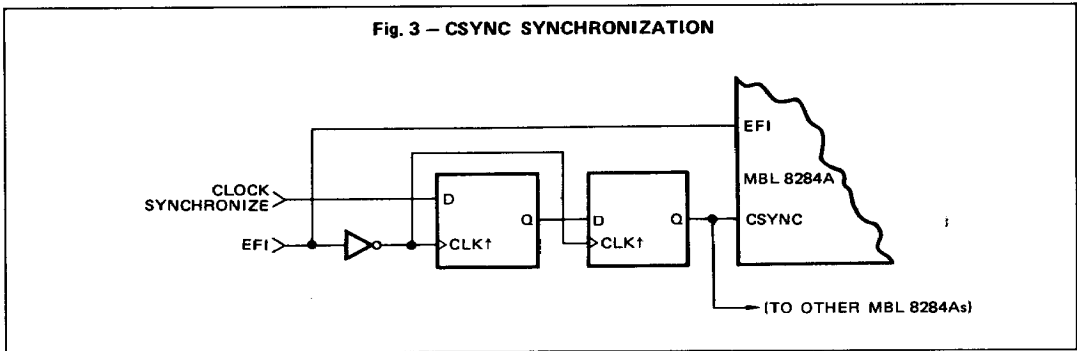 Fig. 3 – CSYNC SYNCHRONIZATION
EFI
MBL 8284A
CLOCK
SYNCHRONIZE
D
Q
D
Q
CSYNC
EFI
CLK↑
CLK↑
(TO OTHER MBL 8284As)